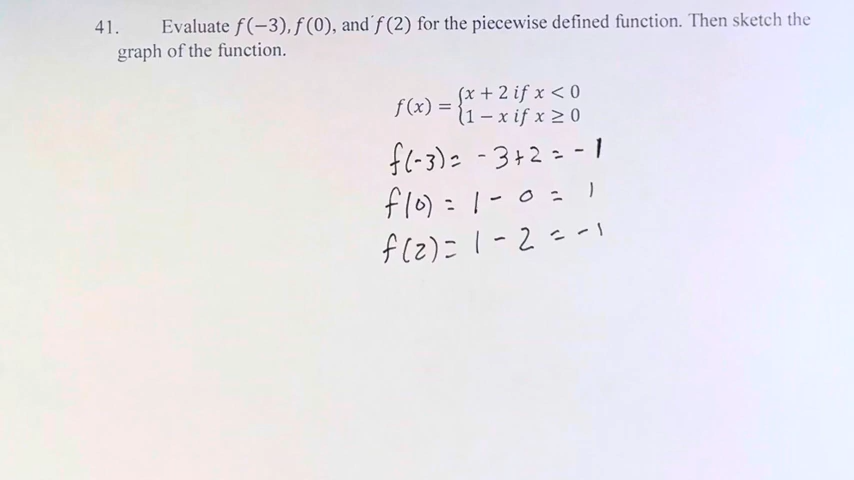 41. Evaluate f(−3), f(0), and f(2) for the piecewise defined function. Then sketch the
graph of the function.
f(x) = {x + 2 if x < 0
{1 − x if x ≥ 0
f(-3) = -3+2 = -1
f(0) = 1 - 0 = 1
f(2) = 1 - 2 = -1